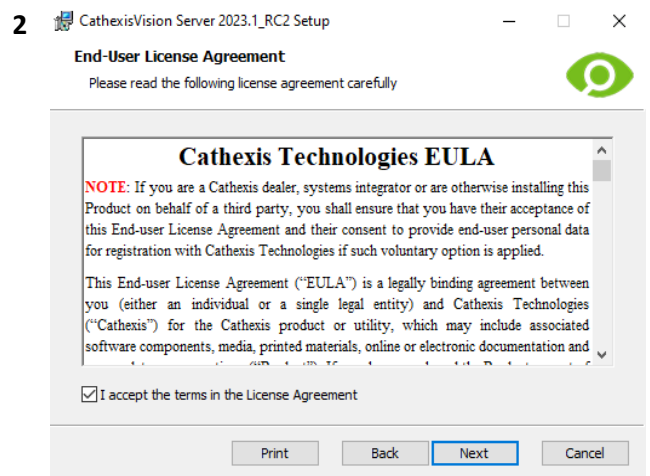 2
CathexisVision Server 2023.1_RC2 Setup
End-User License Agreement
Please read the following license agreement carefully
Cathexis Technologies EULA
NOTE: If you are a Cathexis dealer, systems integrator or are otherwise installing this
Product on behalf of a third party, you shall ensure that you have their acceptance of
this End-user License Agreement and their consent to provide end-user personal data
for registration with Cathexis Technologies if such voluntary option is applied.
This End-user License Agreement (“EULA”) is a legally binding agreement between
you (either an individual or a single legal entity) and Cathexis Technologies
(“Cathexis”) for the Cathexis product or utility, which may include associated
software components, media, printed materials, online or electronic documentation and
I accept the terms in the License Agreement
Print Back Next Cancel